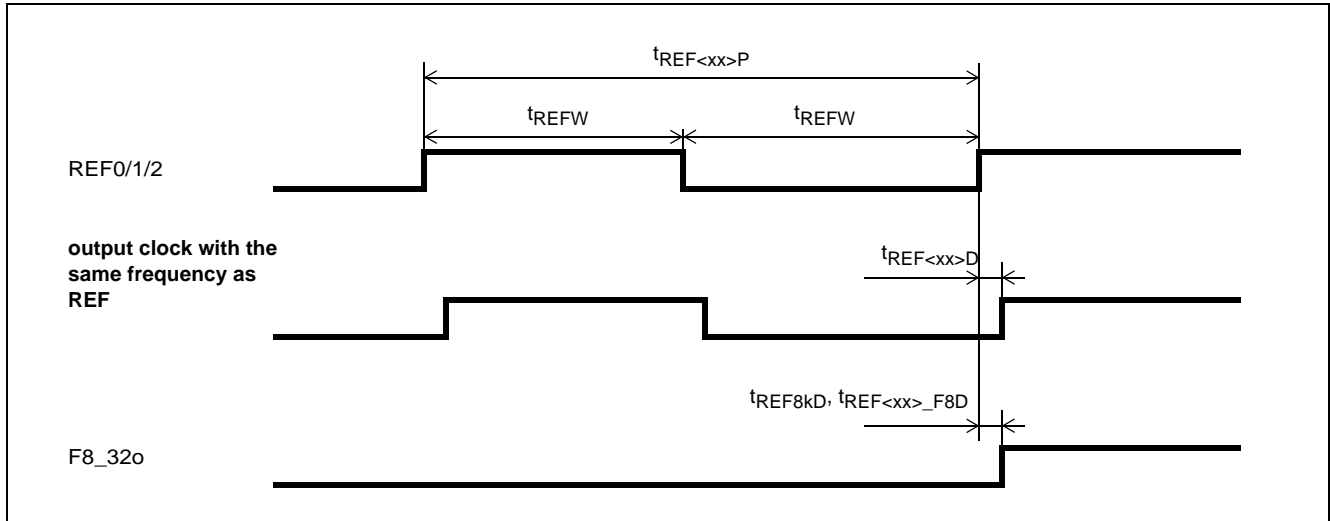 tREF<xx>P
tREFW tREFW
REF0/1/2
output clock with the
same frequency as
REF
tREF<xx>D
tREF8kD, tREF<xx>_F8D
F8_32o